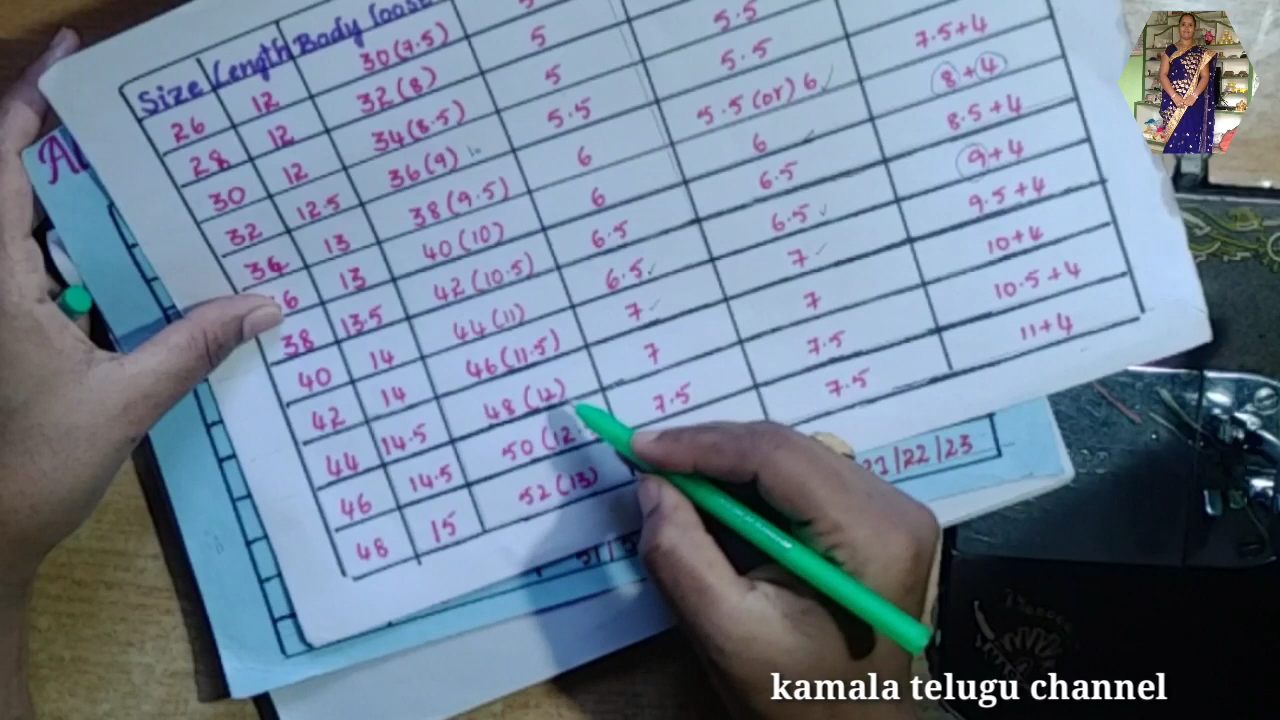 Size Length Body loose
26 12 30(7.5)
28 12 32(8) 5
30 12 34(8.5) 5 5.5
32 12.5 36(9) 5.5 5.5
34 13 38(9.5) 6 5.5(or)6
6 13 40(10) 6 6 8+4
38 13.5 42(10.5) 6.5 6.5 8.5+4
40 14 44(11) 6.5 6.5 9+4
42 14 46(11.5) 7 7 9.5+4
44 14.5 48(12) 7 7 10+4
46 14.5 50(12 7.5 7.5 10.5+4
48 15 52(13) 7.5 11+4
7.5+4
21/22/23
kamala telugu channel